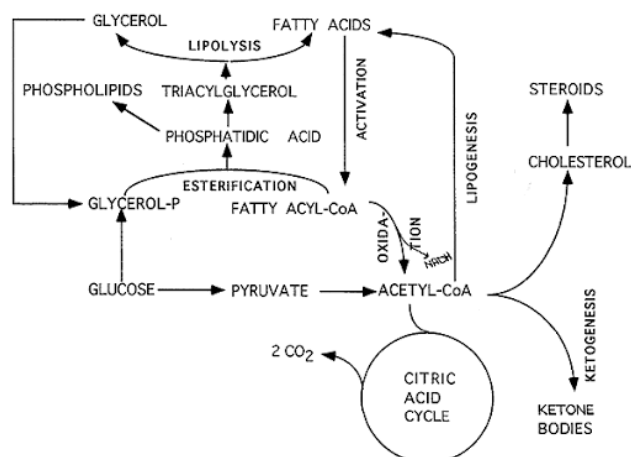 GLYCEROL
FATTY ACIDS
LIPOLYSIS
PHOSPHOLIPIDS
TRIACYLGLYCEROL
ACTIVATION
STEROIDS
PHOSPHATIDIC ACID
LIPOGENESIS
CHOLESTEROL
ESTERIFICATION
GLYCEROL-P
FATTY ACYL-CoA
OXIDA-
TION
NADH
GLUCOSE
PYRUVATE
ACETYL-CoA
KETOGENESIS
2 CO2
CITRIC
ACID
CYCLE
KETONE
BODIES